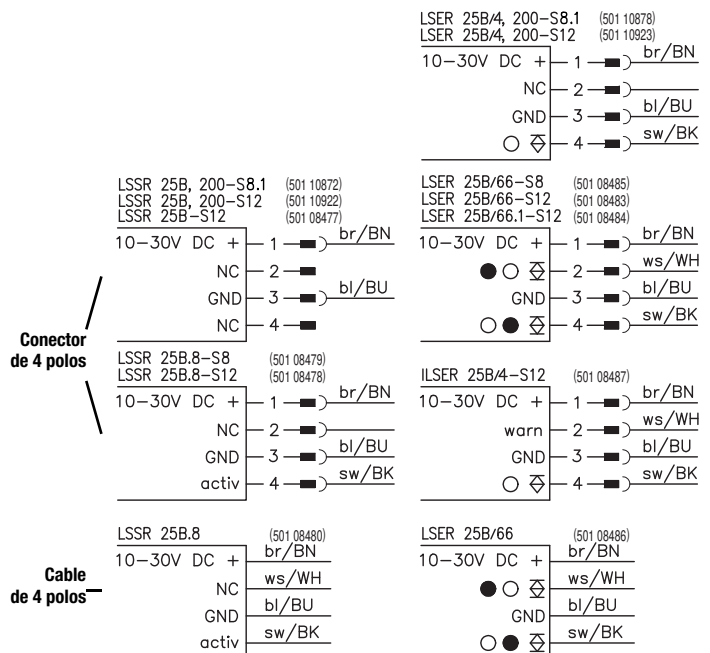 LSER 25B/4, 200-S8.1 (501 10878)
LSER 25B/4, 200-S12 (501 10923)
10-30V DC + 1 br/BN
NC 2
GND 3 bl/BU
4 sw/BK
LSSR 25B, 200-S8.1 (501 10872)
LSSR 25B, 200-S12 (501 10922)
LSSR 25B-S12 (501 08477)
10-30V DC + 1 br/BN
NC 2
GND 3 bl/BU
NC 4
LSER 25B/66-S8 (501 08485)
LSER 25B/66-S12 (501 08483)
LSER 25B/66.1-S12 (501 08484)
10-30V DC + 1 br/BN
2 ws/WH
GND 3 bl/BU
4 sw/BK
Conector
de 4 polos
LSSR 25B.8-S8 (501 08479)
LSSR 25B.8-S12 (501 08478)
10-30V DC + 1 br/BN
NC 2
GND 3 bl/BU
activ 4 sw/BK
ILSER 25B/4-S12 (501 08487)
10-30V DC + 1 br/BN
warn 2 ws/WH
GND 3 bl/BU
4 sw/BK
Cable
de 4 polos
LSSR 25B.8 (501 08480)
10-30V DC + br/BN
NC ws/WH
GND bl/BU
activ sw/BK
LSER 25B/66 (501 08486)
10-30V DC + br/BN
ws/WH
GND bl/BU
sw/BK